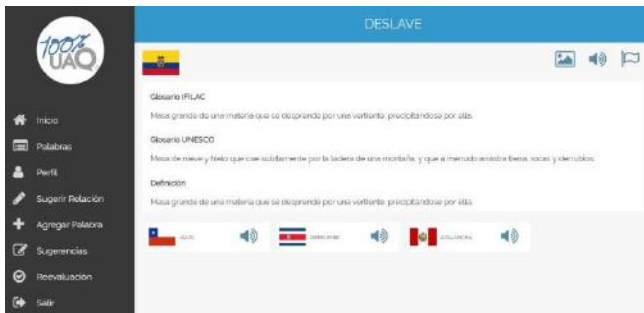 100%
UAQ
Inicio
Palabras
Perfil
Sugerir Relación
Agregar Palabra
Sugerencias
Reevaluación
Salir
DESLAVE
Glosario IFILAC
Masa grande de una materia que se desprende por una vertiente, precipitándose por ella.
Glosario UNESCO
Masa de nieve y hielo que cae subitamente por la ladera de una montaña, y que a menudo arrastra tierra, rocas y derrubios.
Definición
Masa grande de una materia que se desprende por una vertiente, precipitándose por ella.